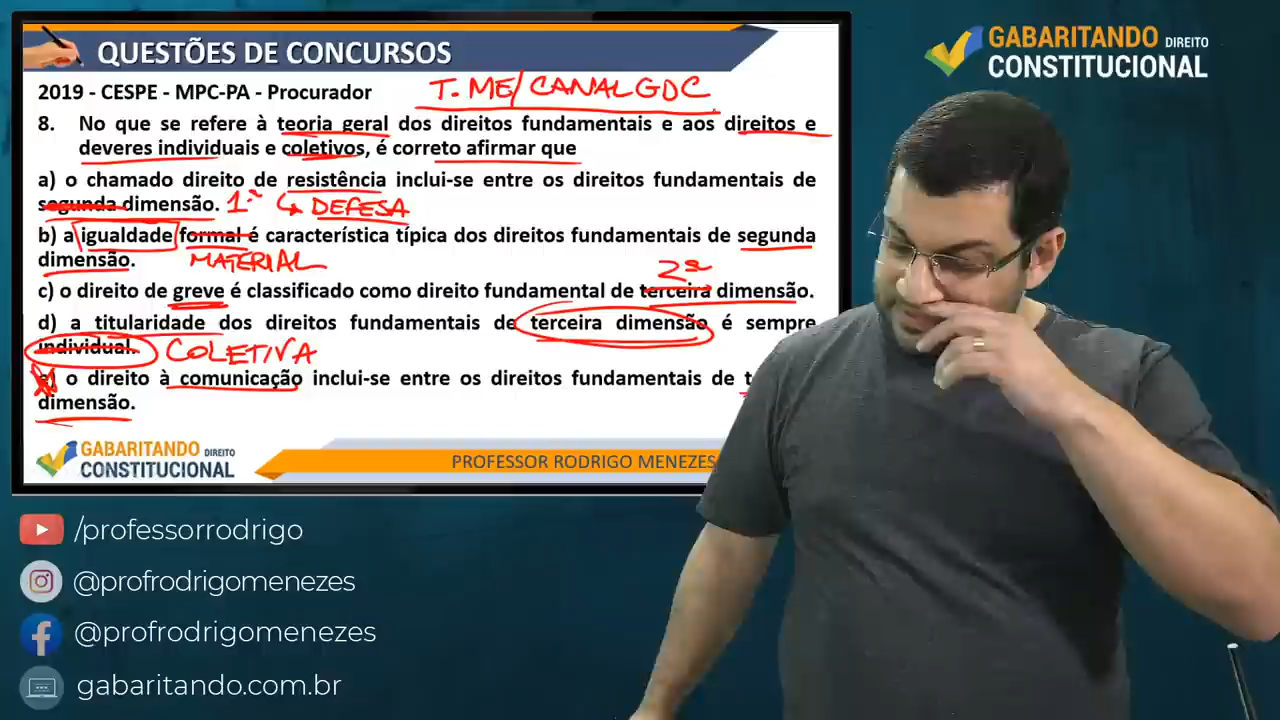 QUESTÕES DE CONCURSOS
GABARITANDO DIREITO
CONSTITUCIONAL
2019 - CESPE - MPC-PA - Procurador
T.ME/CANALGDC
8. No que se refere à teoria geral dos direitos fundamentais e aos direitos e
deveres individuais e coletivos, é correto afirmar que
a) o chamado direito de resistência inclui-se entre os direitos fundamentais de
segunda dimensão. 1ª DEFESA
b) a igualdade formal é característica típica dos direitos fundamentais de segunda
dimensão. MATERIAL
2ª
c) o direito de greve é classificado como direito fundamental de terceira dimensão.
d) a titularidade dos direitos fundamentais de terceira dimensão é sempre
individual. COLETIVA
o direito à comunicação inclui-se entre os direitos fundamentais de
dimensão.
GABARITANDO DIREITO
CONSTITUCIONAL
PROFESSOR RODRIGO MENEZES
/professorrodrigo
@profrodrigomenezes
@profrodrigomenezes
gabaritando.com.br